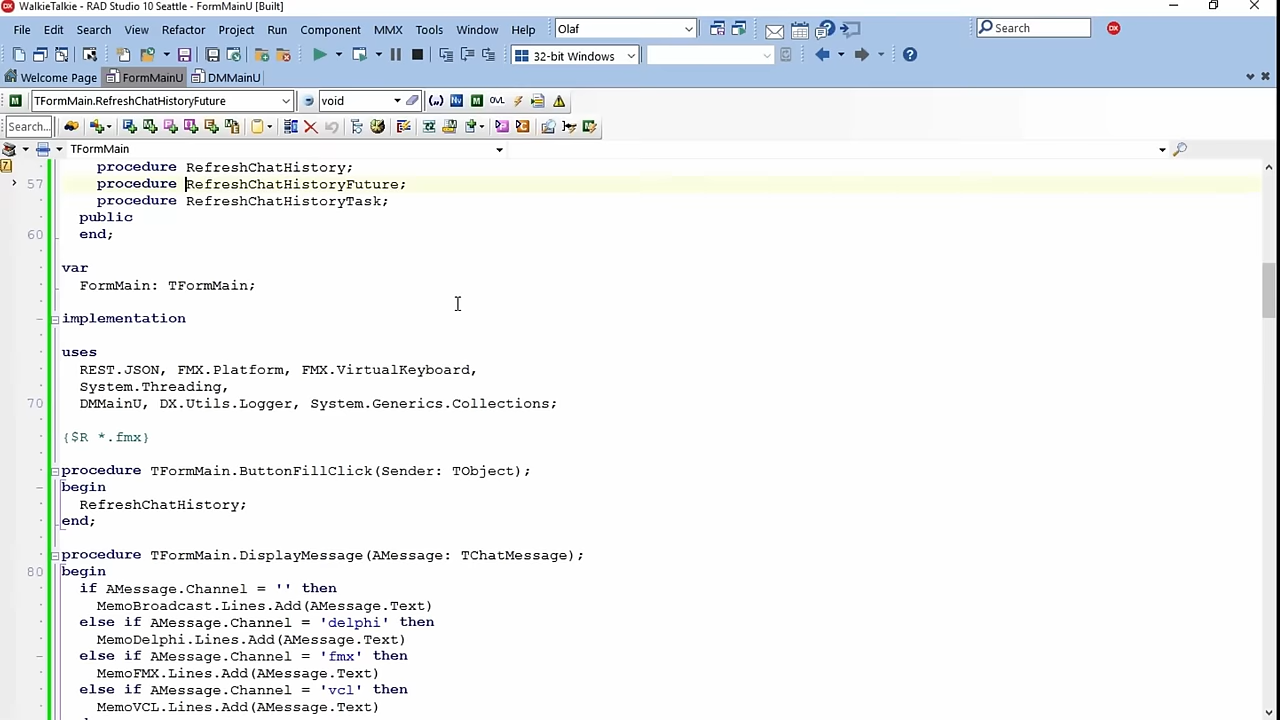 WalkieTalkie - RAD Studio 10 Seattle - FormMainU [Built]
File Edit Search View Refactor Project Run Component MMX Tools Window Help Olaf Search
32-bit Windows
Welcome Page FormMainU DMMainU
TFormMain.RefreshChatHistoryFuture void OVL
Search...
TFormMain
procedure RefreshChatHistory;
57 procedure RefreshChatHistoryFuture;
procedure RefreshChatHistoryTask;
public
60 end;
var
FormMain: TFormMain;
implementation
uses
REST.JSON, FMX.Platform, FMX.VirtualKeyboard,
System.Threading,
70 DMMainU, DX.Utils.Logger, System.Generics.Collections;
{$R *.fmx}
procedure TFormMain.ButtonFillClick(Sender: TObject);
begin
RefreshChatHistory;
end;
procedure TFormMain.DisplayMessage(AMessage: TChatMessage);
80 begin
if AMessage.Channel = '' then
MemoBroadcast.Lines.Add(AMessage.Text)
else if AMessage.Channel = 'delphi' then
MemoDelphi.Lines.Add(AMessage.Text)
else if AMessage.Channel = 'fmx' then
MemoFMX.Lines.Add(AMessage.Text)
else if AMessage.Channel = 'vcl' then
MemoVCL.Lines.Add(AMessage.Text)